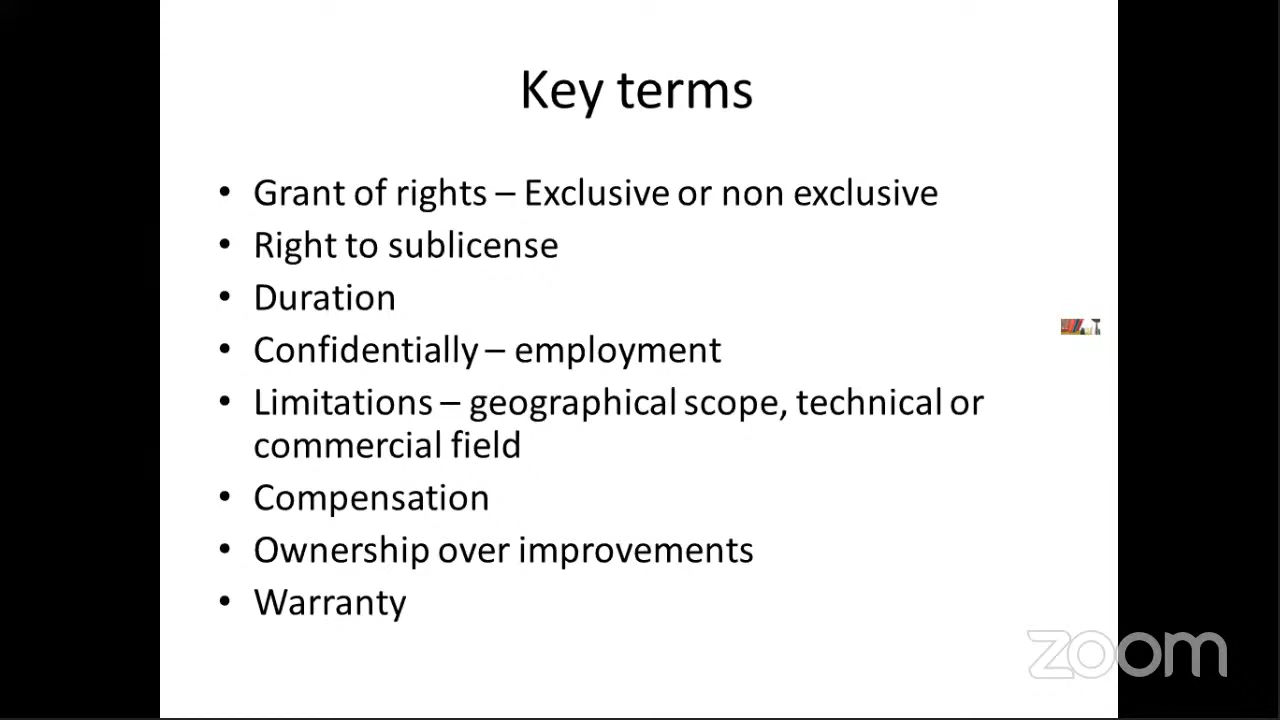 Key terms
• Grant of rights – Exclusive or non exclusive
• Right to sublicense
• Duration
• Confidentially – employment
• Limitations – geographical scope, technical or
commercial field
• Compensation
• Ownership over improvements
• Warranty
zoom